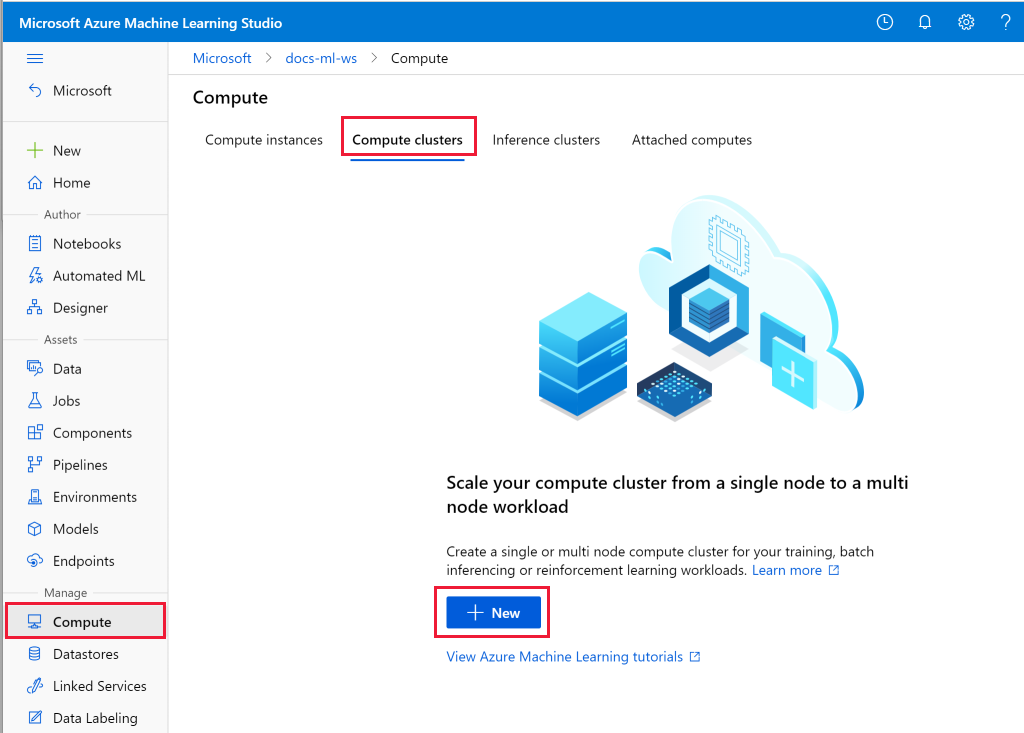 Microsoft Azure Machine Learning Studio
Microsoft
New
Home
Author
Notebooks
Automated ML
Designer
Assets
Data
Jobs
Components
Pipelines
Environments
Models
Endpoints
Manage
Compute
Datastores
Linked Services
Data Labeling
Microsoft > docs-ml-ws > Compute
Compute
Compute instances Compute clusters Inference clusters Attached computes
Scale your compute cluster from a single node to a multi
node workload
Create a single or multi node compute cluster for your training, batch
inferencing or reinforcement learning workloads. Learn more
New
View Azure Machine Learning tutorials